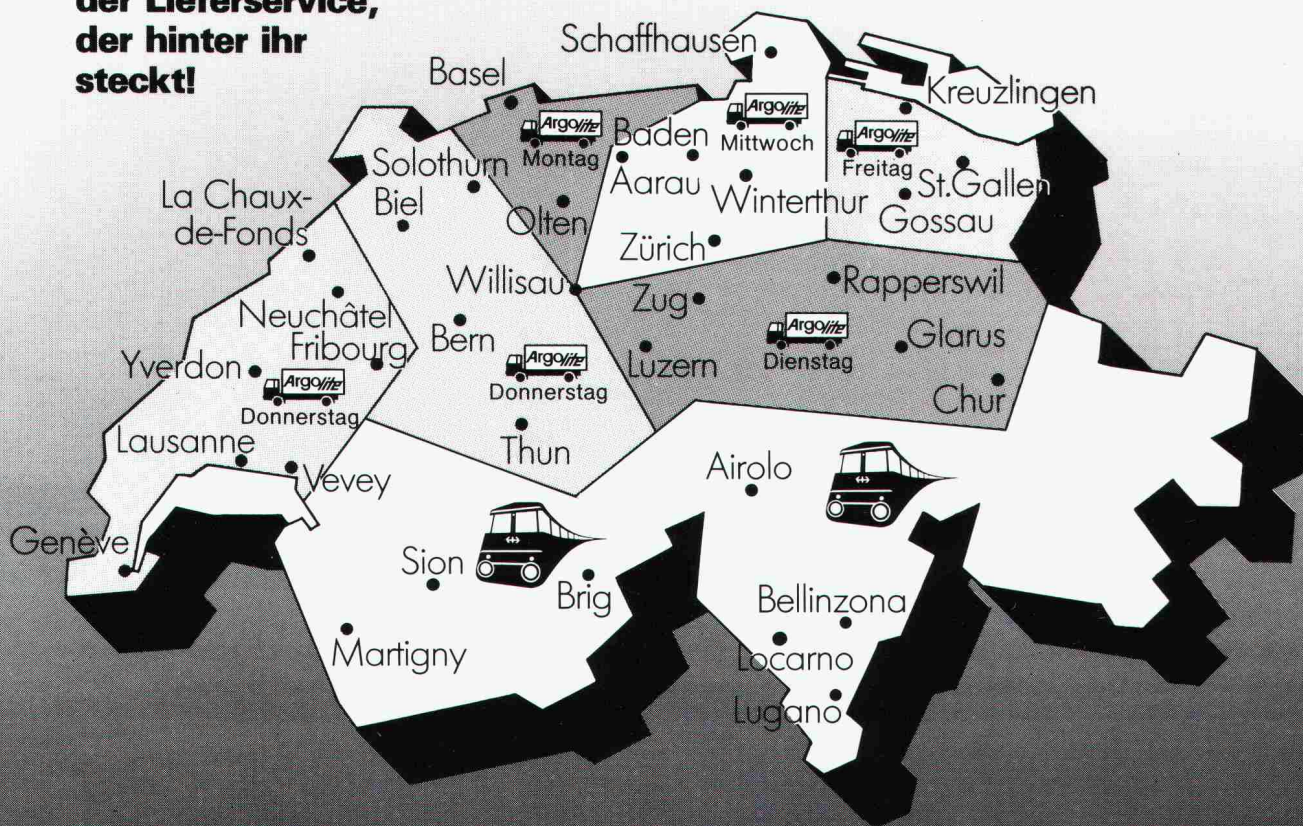 der Lieferservice,
der hinter ihr
steckt!
Schaffhausen
Basel
Kreuzlingen
Argolite
Montag
Baden
Argolite
Mittwoch
Argolite
Freitag
Solothurn
Aarau
Winterthur
St.Gallen
Gossau
La Chaux-
de-Fonds
Biel
Olten
Zürich
Willisau
Zug
Rapperswil
Neuchâtel
Fribourg
Bern
Argolite
Donnerstag
Luzern
Argolite
Dienstag
Glarus
Chur
Yverdon
Argolite
Donnerstag
Lausanne
Vevey
Thun
Airolo
Genève
Sion
Brig
Bellinzona
Martigny
Locarno
Lugano